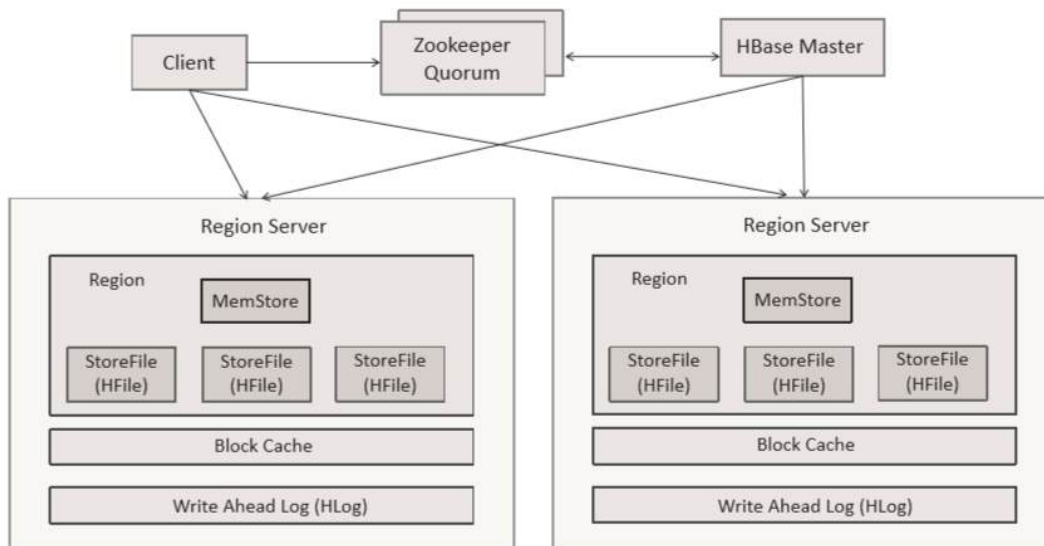 Client
Zookeeper
Quorum
HBase Master
Region Server
Region
MemStore
StoreFile
(HFile)
StoreFile
(HFile)
StoreFile
(HFile)
Block Cache
Write Ahead Log (HLog)
Region Server
Region
MemStore
StoreFile
(HFile)
StoreFile
(HFile)
StoreFile
(HFile)
Block Cache
Write Ahead Log (HLog)